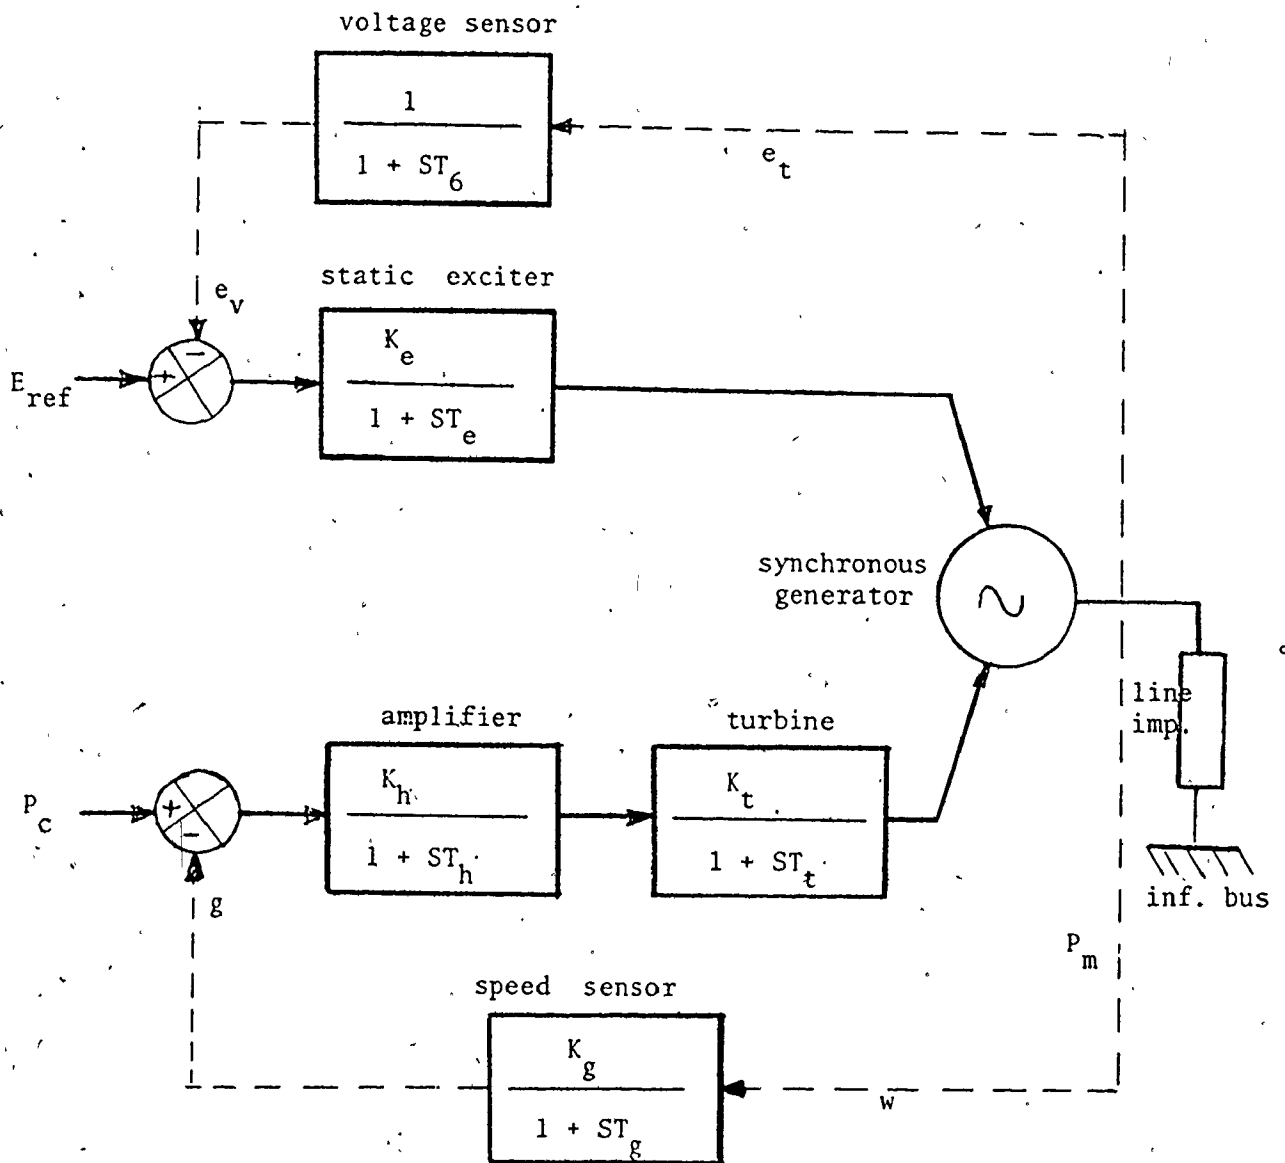 voltage sensor
1
1 + ST6
et
static exciter
ev
Ke
1 + STe
Eref
+
−
synchronous
generator
line
imp.
amplifier
turbine
Kh
1 + STh
Kt
1 + STt
Pc
+
−
g
inf. bus
Pm
speed sensor
Kg
1 + STg
w